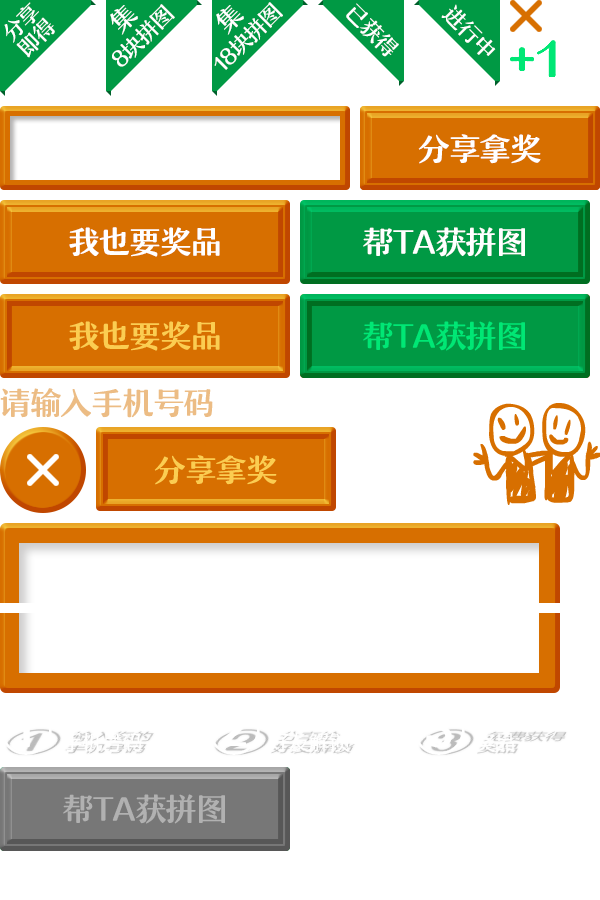 分享
即得
集
8块拼图
集
18块拼图
已获得
进行中
+1
分享拿奖
我也要奖品
帮TA获拼图
我也要奖品
帮TA获拼图
请输入手机号码
分享拿奖
1 输入您的
手机号码
2 分享给
好友解锁
3 免费获得
奖品
帮TA获拼图